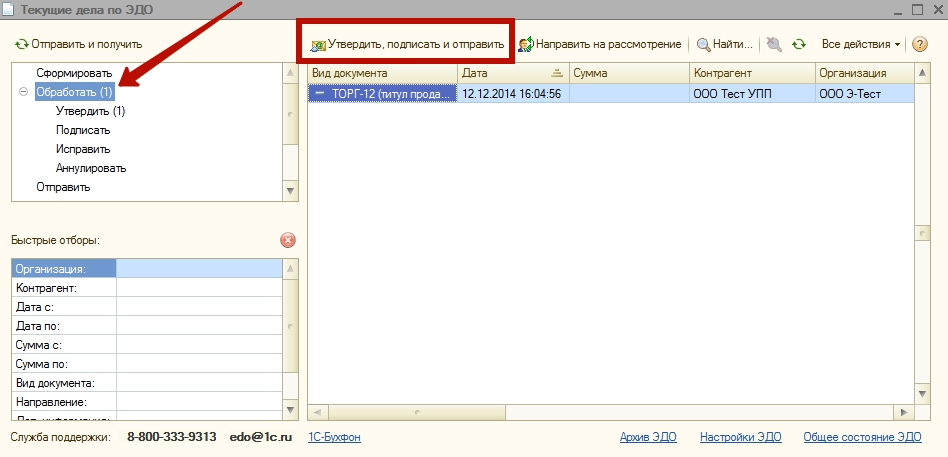 Текущие дела по ЭДО
Отправить и получить
Утвердить, подписать и отправить
Направить на рассмотрение
Найти...
Все действия
Сформировать
Обработать (1)
Утвердить (1)
Подписать
Исправить
Аннулировать
Отправить
Вид документа Дата Сумма Контрагент Организация
ТОРГ-12 (титул прода... 12.12.2014 16:04:56 ООО Тест УПП ООО Э-Тест
Быстрые отборы:
Организация:
Контрагент:
Дата с:
Дата по:
Сумма с:
Сумма по:
Вид документа:
Направление:
Служба поддержки: 8-800-333-9313 edo@1c.ru 1С-Бухфон Архив ЭДО Настройки ЭДО Общее состояние ЭДО